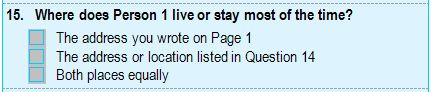 15. Where does Person 1 live or stay most of the time?
The address you wrote on Page 1
The address or location listed in Question 14
Both places equally